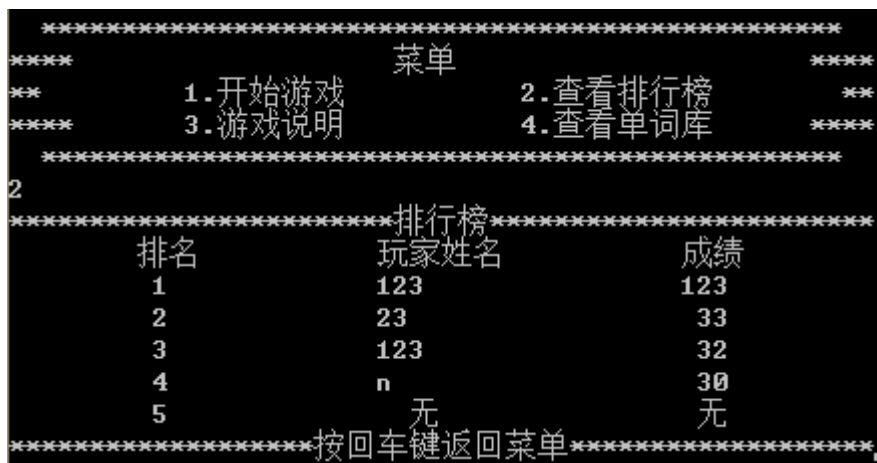 **************************************************
**** 菜单 ****
** 1.开始游戏 2.查看排行榜 **
**** 3.游戏说明 4.查看单词库 ****
**************************************************
2
************************排行榜************************
排名 玩家姓名 成绩
1 123 123
2 23 33
3 123 32
4 n 30
5 无 无
*******************按回车键返回菜单*******************